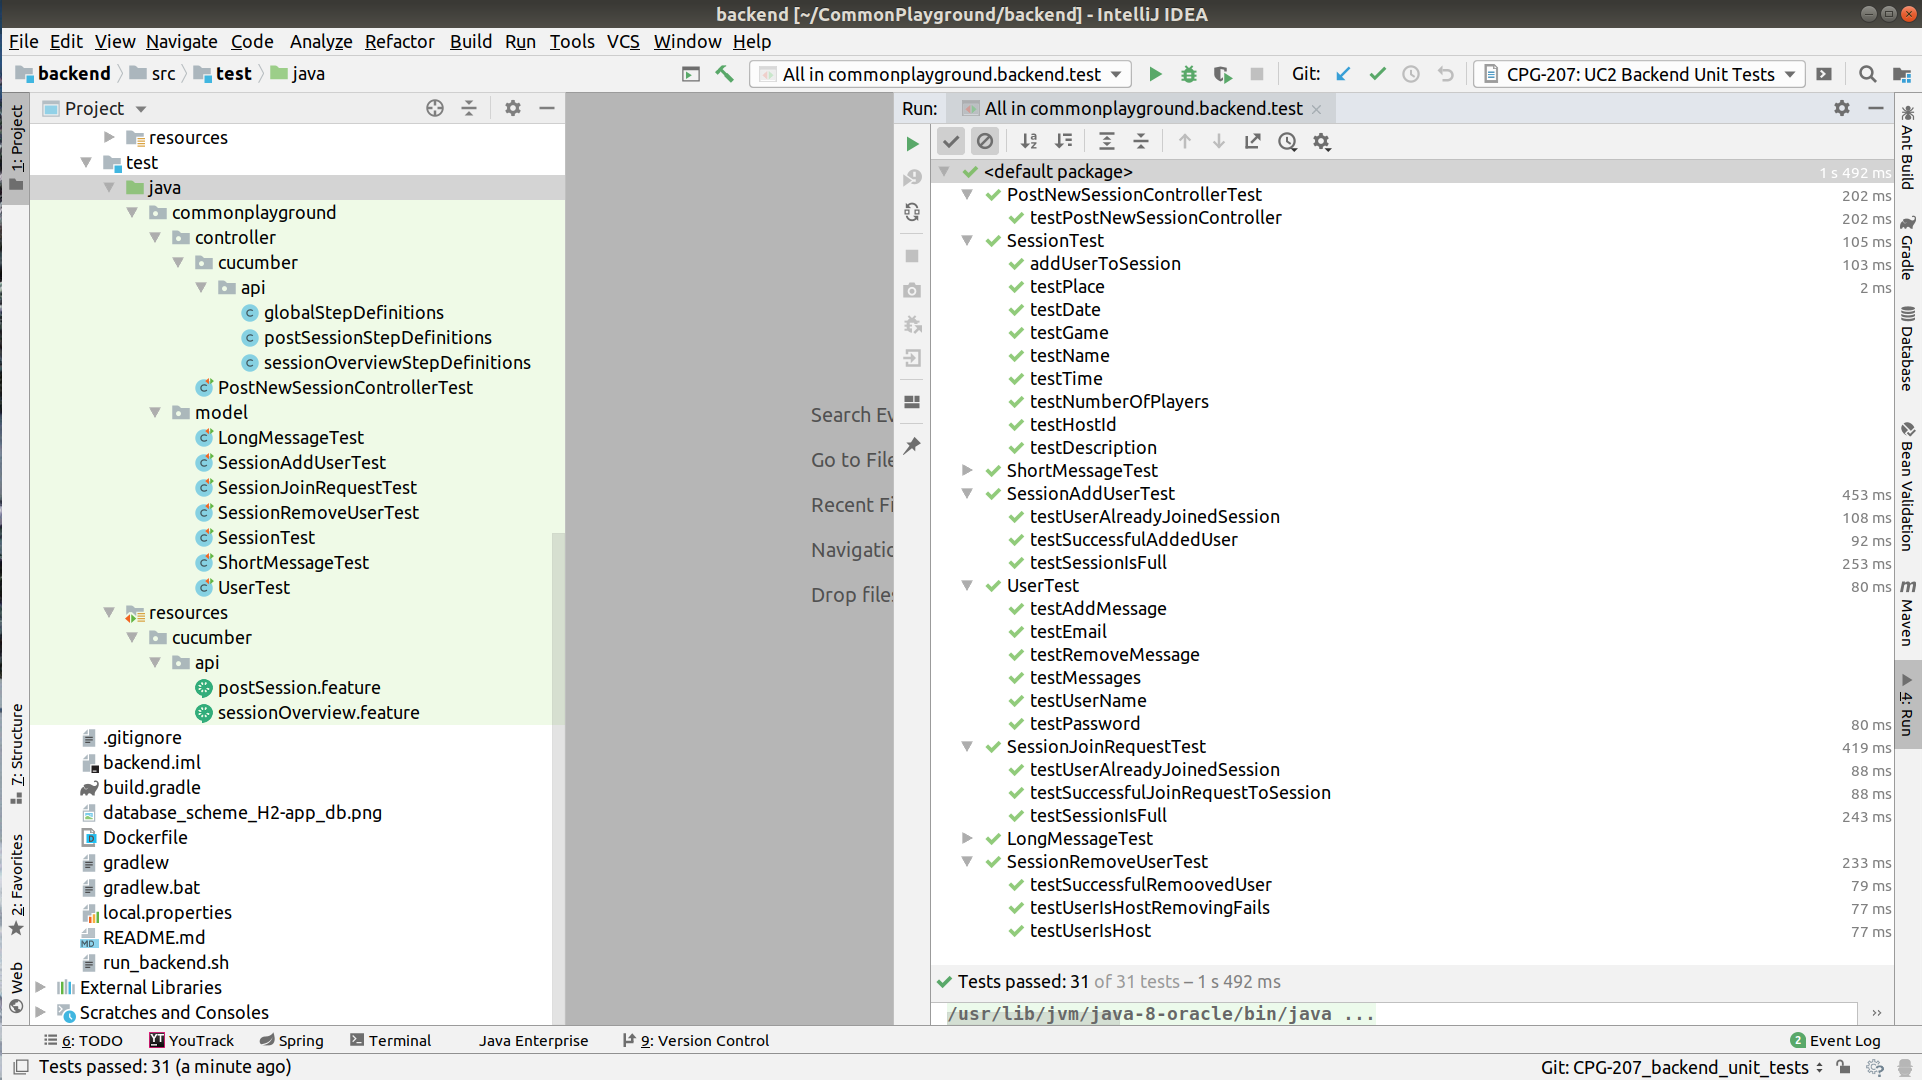 backend [~/CommonPlayground/backend] - IntelliJ IDEA
File Edit View Navigate Code Analyze Refactor Build Run Tools VCS Window Help
backend src test java
All in commonplayground.backend.test
Git:
CPG-207: UC2 Backend Unit Tests
1: Project
7: Structure
2: Favorites
Web
Project
resources
test
java
commonplayground
controller
cucumber
api
globalStepDefinitions
postSessionStepDefinitions
sessionOverviewStepDefinitions
PostNewSessionControllerTest
model
LongMessageTest
SessionAddUserTest
SessionJoinRequestTest
SessionRemoveUserTest
SessionTest
ShortMessageTest
UserTest
resources
cucumber
api
postSession.feature
sessionOverview.feature
.gitignore
backend.iml
build.gradle
database_scheme_H2-app_db.png
Dockerfile
gradlew
gradlew.bat
local.properties
README.md
run_backend.sh
External Libraries
Scratches and Consoles
Search Ev
Go to File
Recent Fi
Navigatio
Drop files
Run: All in commonplayground.backend.test
<default package> 1 s 492 ms
PostNewSessionControllerTest 202 ms
testPostNewSessionController 202 ms
SessionTest 105 ms
addUserToSession 103 ms
testPlace 2 ms
testDate
testGame
testName
testTime
testNumberOfPlayers
testHostId
testDescription
ShortMessageTest
SessionAddUserTest 453 ms
testUserAlreadyJoinedSession 108 ms
testSuccessfulAddedUser 92 ms
testSessionIsFull 253 ms
UserTest 80 ms
testAddMessage
testEmail
testRemoveMessage
testMessages
testUserName
testPassword 80 ms
SessionJoinRequestTest 419 ms
testUserAlreadyJoinedSession 88 ms
testSuccessfulJoinRequestToSession 88 ms
testSessionIsFull 243 ms
LongMessageTest
SessionRemoveUserTest 233 ms
testSuccessfulRemoovedUser 79 ms
testUserIsHostRemovingFails 77 ms
testUserIsHost 77 ms
Tests passed: 31 of 31 tests – 1 s 492 ms
/usr/lib/jvm/java-8-oracle/bin/java ...
Ant Build
Gradle
Database
Bean Validation
Maven
4: Run
6: TODO YouTrack Spring Terminal Java Enterprise 9: Version Control
2 Event Log
Tests passed: 31 (a minute ago)
Git: CPG-207_backend_unit_tests